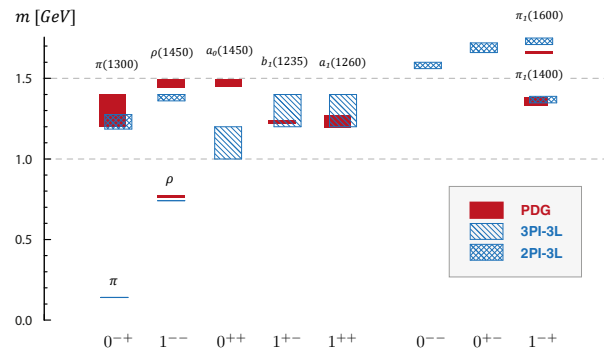 m [GeV]
π₁(1600)
ρ(1450) a₀(1450)
π(1300) b₁(1235) a₁(1260)
π₁(1400)
1.5
1.0
ρ
0.5
π
0.0
PDG
3PI-3L
2PI-3L
0⁻⁺ 1⁻⁻ 0⁺⁺ 1⁺⁻ 1⁺⁺ 0⁻⁻ 0⁺⁻ 1⁻⁺